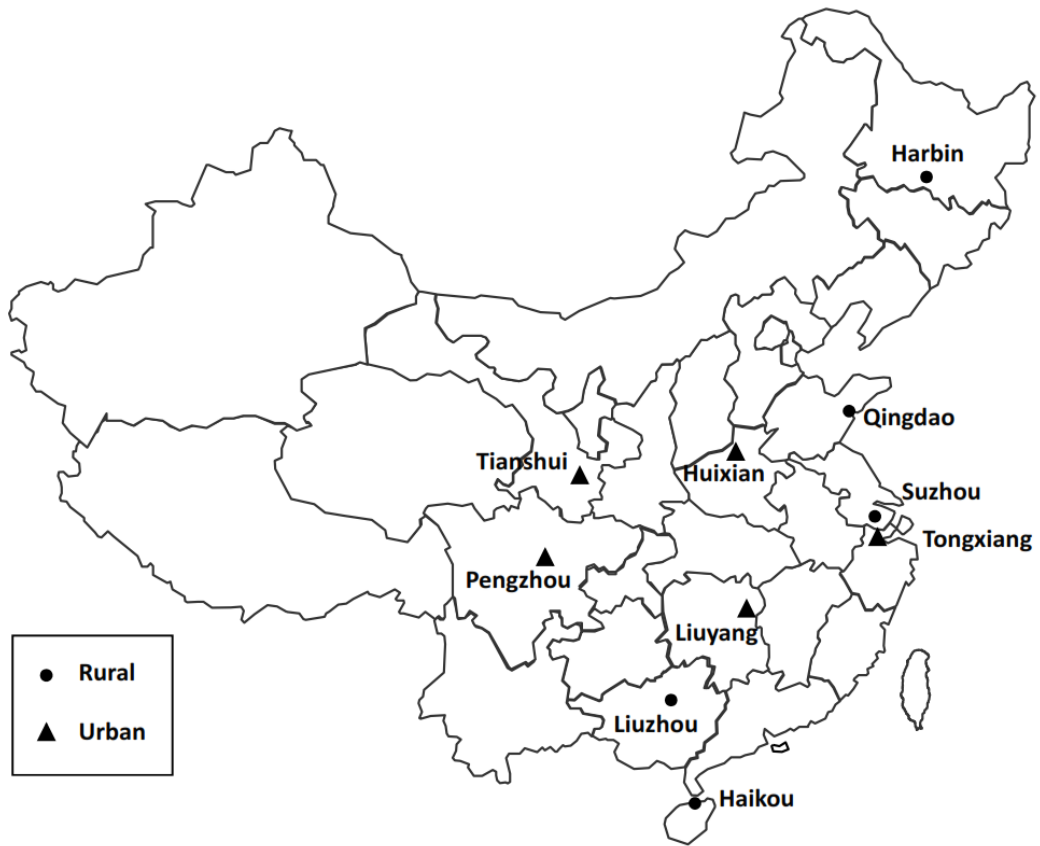 Harbin
Qingdao
Tianshui
Huixian
Suzhou
Tongxiang
Pengzhou
Liuyang
Rural
Liuzhou
Urban
Haikou